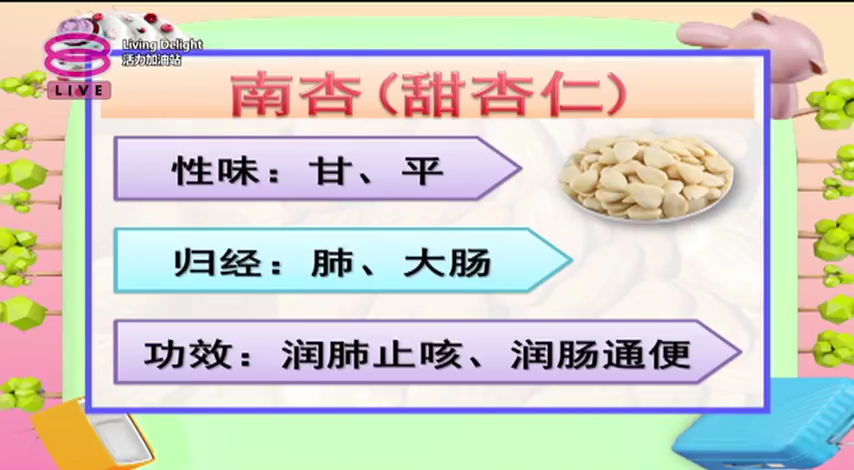 Living Delight
活力加油站
LIVE
南杏(甜杏仁)
性味：甘、平
归经：肺、大肠
功效：润肺止咳、润肠通便